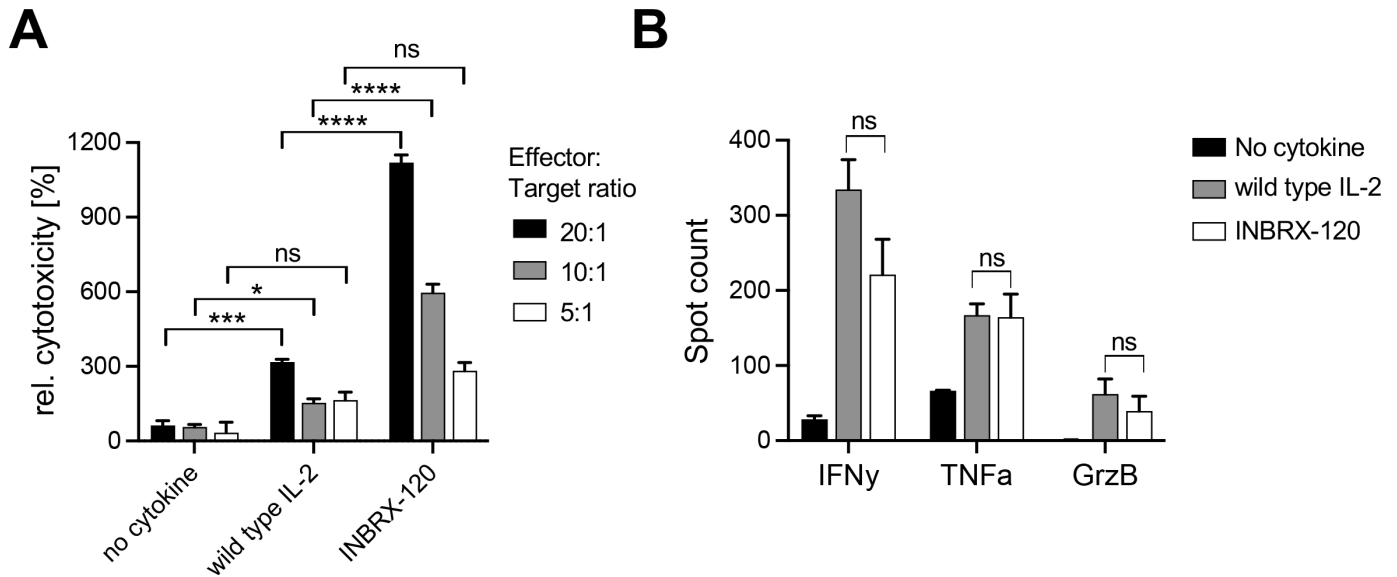 A
ns
****
****
ns
*
***
1200
900
600
300
0
rel. cytotoxicity [%]
no cytokine
wild type IL-2
INBRX-120
Effector:
Target ratio
20:1
10:1
5:1
B
ns
ns
ns
400
300
200
100
0
Spot count
IFNy
TNFa
GrzB
No cytokine
wild type IL-2
INBRX-120